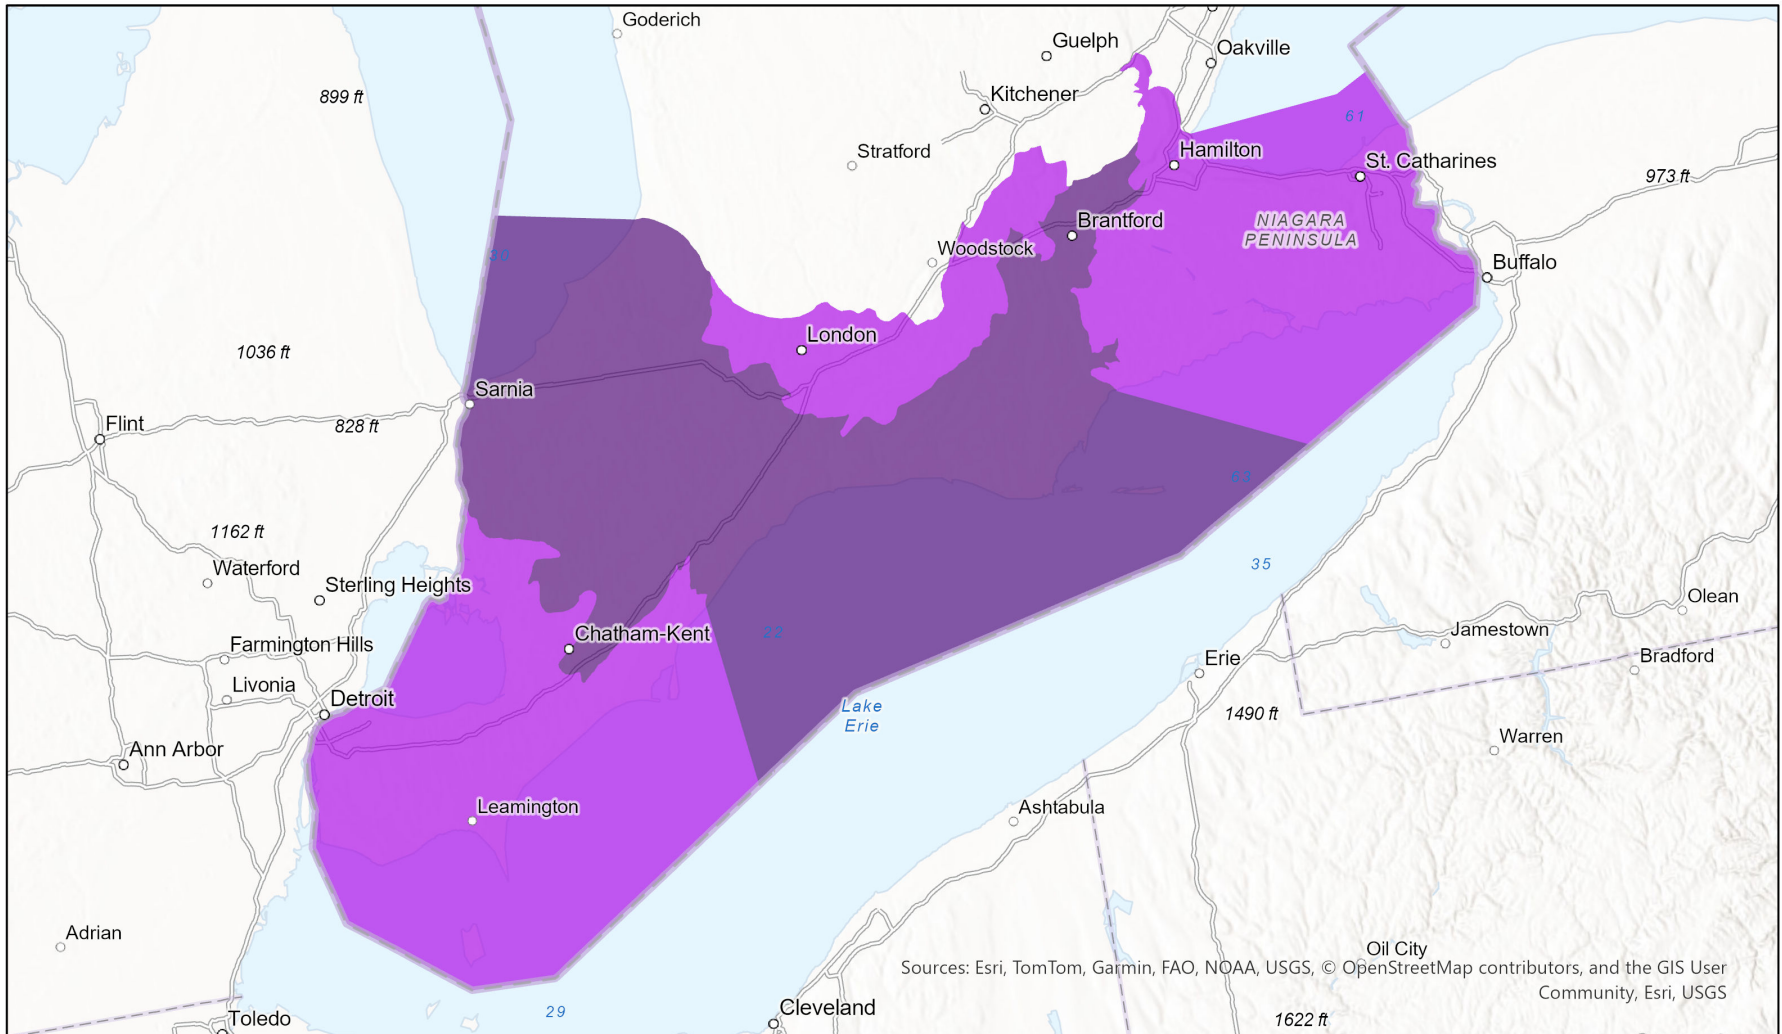 Goderich
Guelph
Oakville
899 ft
Kitchener
61
Stratford
Hamilton
St. Catharines
973 ft
Brantford
NIAGARA
PENINSULA
Woodstock
39
Buffalo
London
1036 ft
Sarnia
Flint
828 ft
63
1162 ft
Waterford
35
Sterling Heights
Olean
Chatham-Kent
22
Jamestown
Farmington Hills
Erie
Bradford
Livonia
Detroit
Lake
Erie
1490 ft
Ann Arbor
Warren
Leamington
Ashtabula
Adrian
Oil City
Sources: Esri, TomTom, Garmin, FAO, NOAA, USGS, © OpenStreetMap contributors, and the GIS User
Community, Esri, USGS
29
Cleveland
Toledo
1622 ft